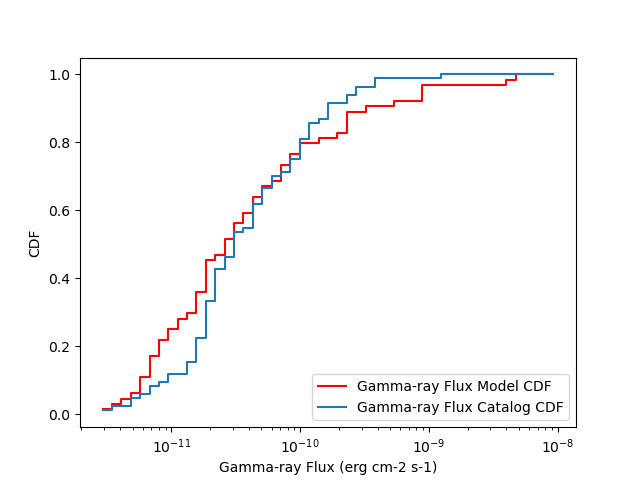 1.0
0.8
0.6
0.4
0.2
0.0
CDF
10⁻¹¹
10⁻¹⁰
10⁻⁹
10⁻⁸
Gamma-ray Flux (erg cm-2 s-1)
Gamma-ray Flux Model CDF
Gamma-ray Flux Catalog CDF